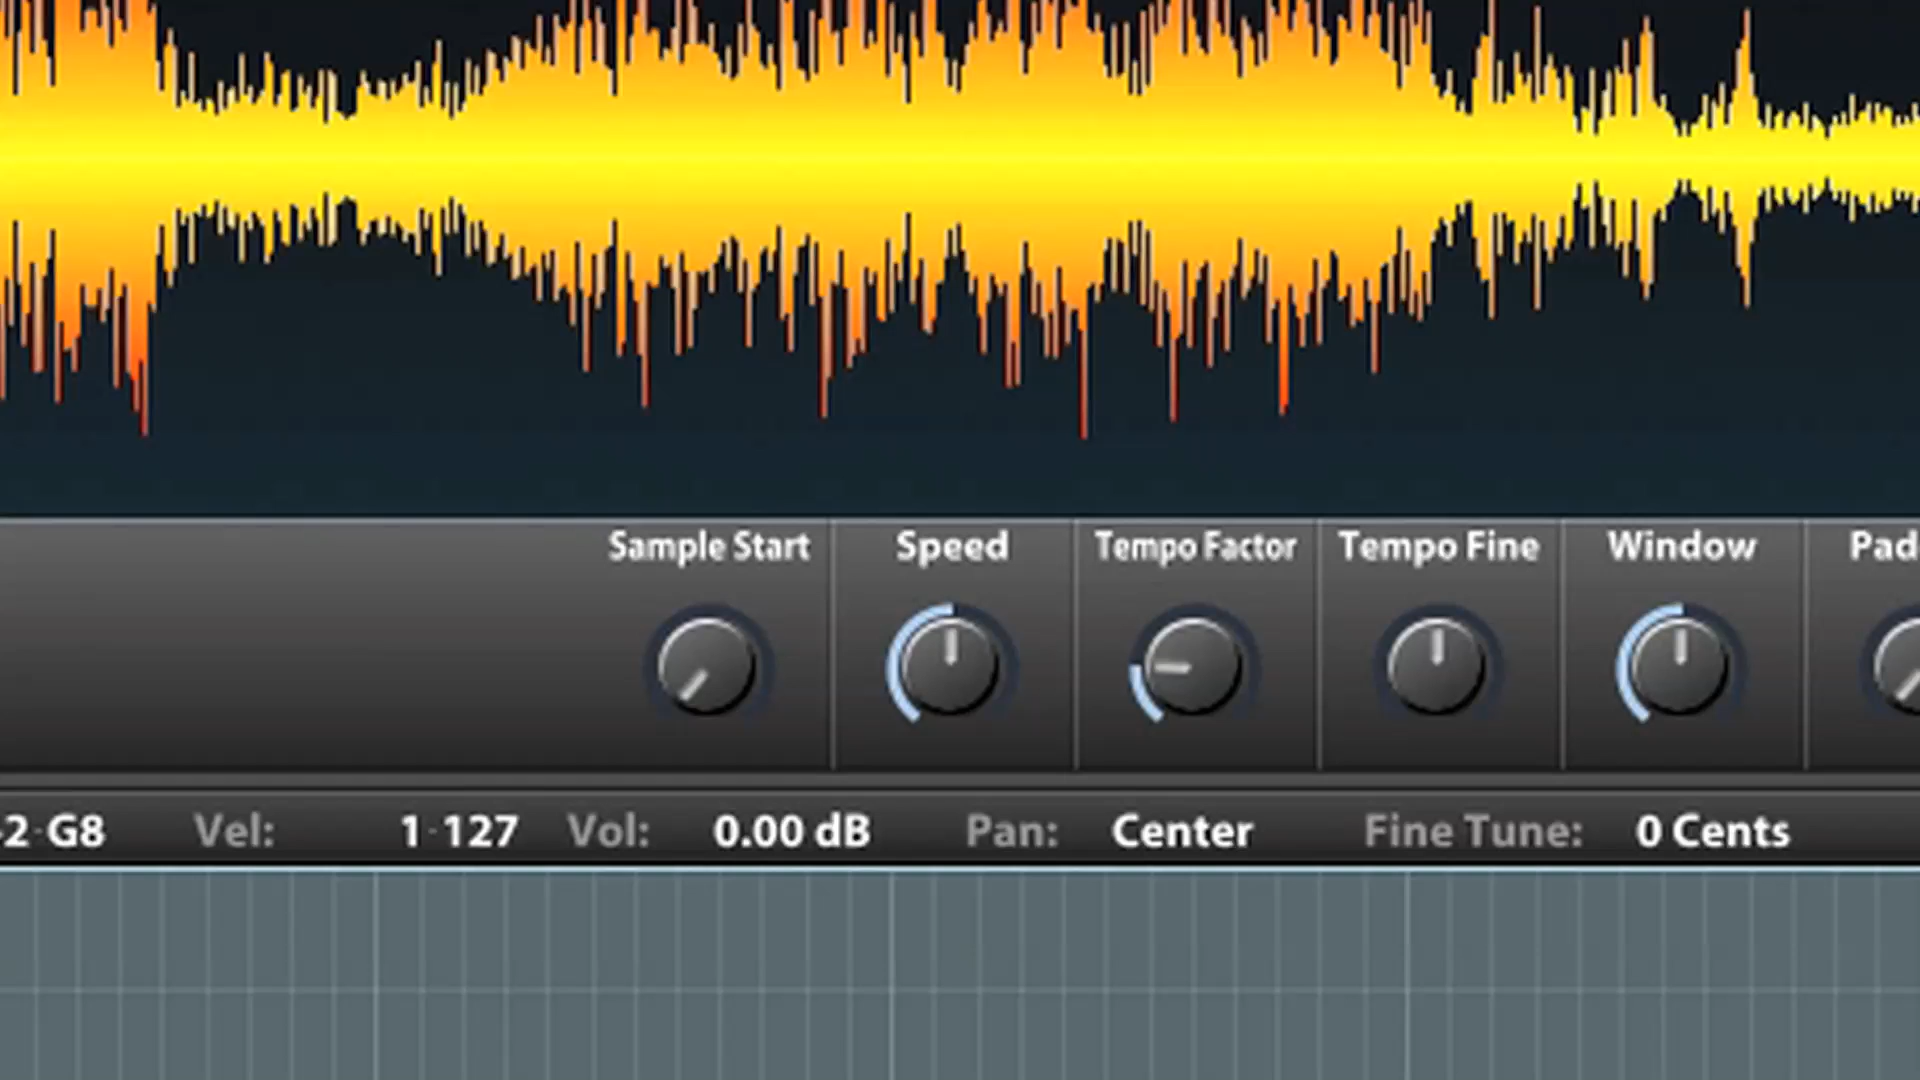 Sample Start Speed Tempo Factor Tempo Fine Window Pad
-2-G8 Vel: 1-127 Vol: 0.00 dB Pan: Center Fine Tune: 0 Cents